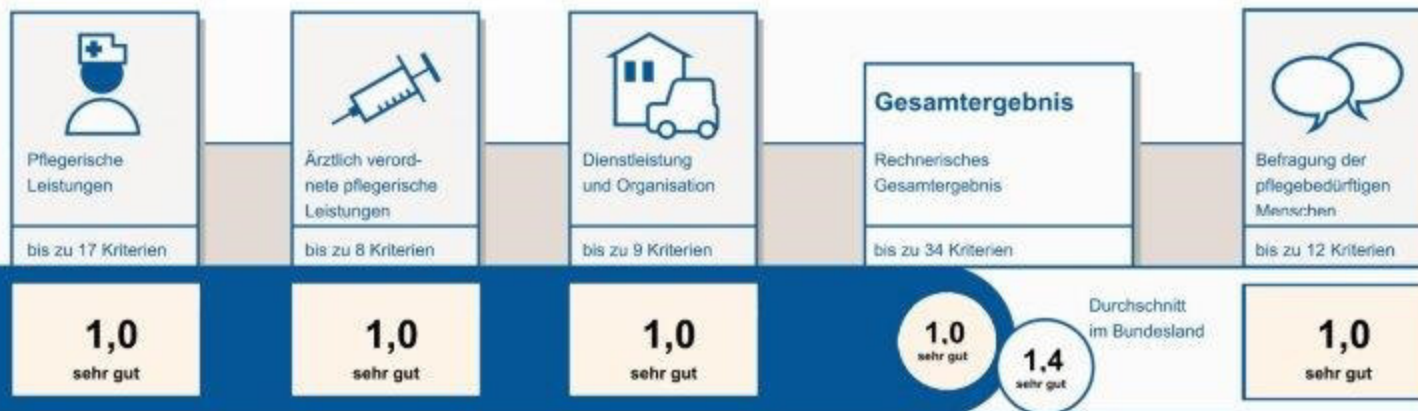 Pflegerische
Leistungen
bis zu 17 Kriterien
1,0
sehr gut
Ärztlich verord-
nete pflegerische
Leistungen
bis zu 8 Kriterien
1,0
sehr gut
Dienstleistung
und Organisation
bis zu 9 Kriterien
1,0
sehr gut
Gesamtergebnis
Rechnerisches
Gesamtergebnis
bis zu 34 Kriterien
1,0
sehr gut
1,4
sehr gut
Durchschnitt
im Bundesland
Befragung der
pflegebedürftigen
Menschen
bis zu 12 Kriterien
1,0
sehr gut